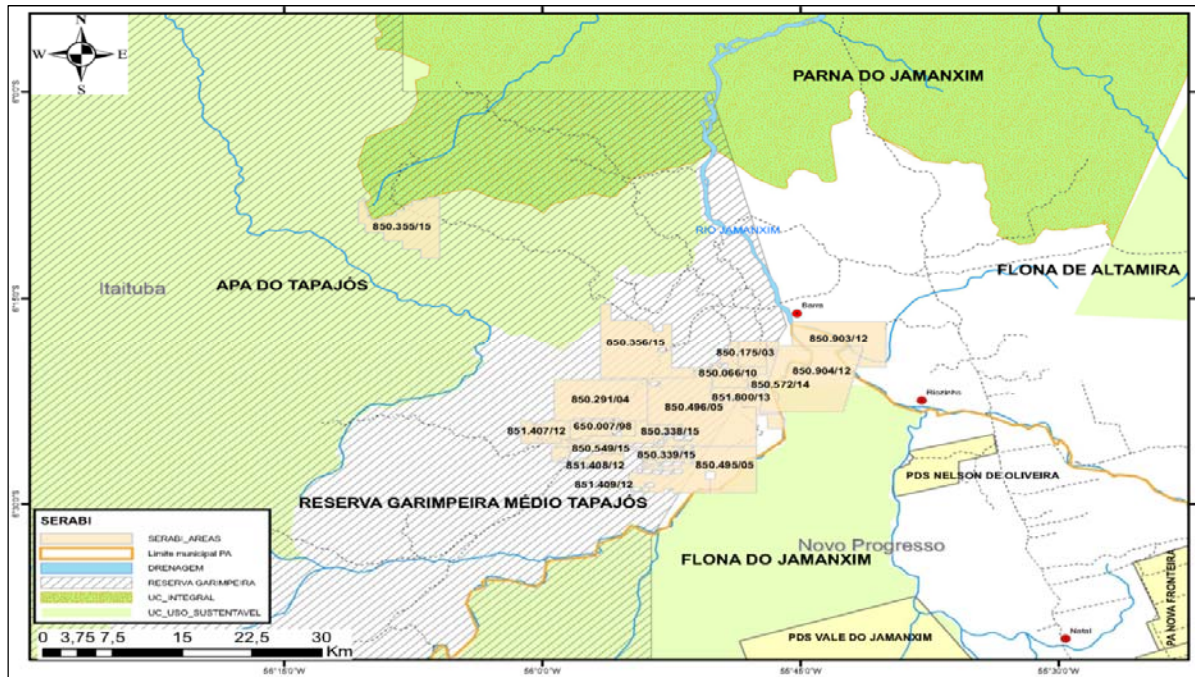 N
W
E
S
PARNA DO JAMANXIM
850.355/15
RIO JAMANXIM
FLONA DE ALTAMIRA
Itaituba
APA DO TAPAJÓS
Barra
850.903/12
850.356/15
850.175/03
850.066/10
850.904/12
850.572/14
851.800/13
850.291/04
850.496/05
Riozinho
650.007/98
851.407/12
850.338/15
850.549/15
850.339/15
851.408/12
850.495/05
PDS NELSON DE OLIVEIRA
851.409/12
RESERVA GARIMPEIRA MÉDIO TAPAJÓS
Novo Progresso
FLONA DO JAMANXIM
PA NOVA FRONTEIRA
PDS VALE DO JAMANXIM
SERABI
SERABI_AREAS
Limite municipal PA
DRENAGEM
RESERVA GARIMPEIRA
UC_INTEGRAL
UC_USO_SUSTENTAVEL
0 3,75 7,5 15 22,5 30
Km
56°0'0"W
55°45'0"W
55°30'0"W